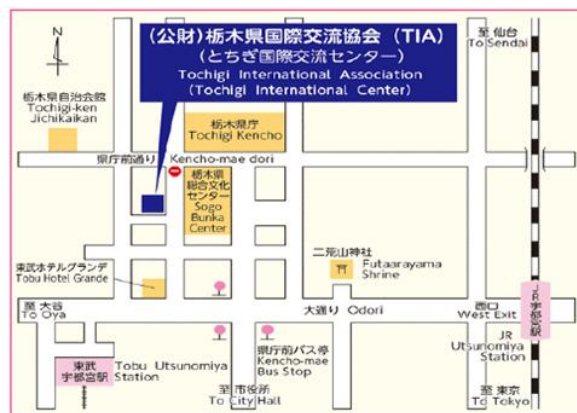 (公財)栃木県国際交流協会(TIA)
(とちぎ国際交流センター)
Tochigi International Association
(Tochigi International Center)
至 仙台
To Sendai
N
栃木県自治会館
Tochigi-ken
Jichikaikan
栃木県庁
Tochigi Kencho
県庁前通り Kencho-mae dori
栃木県
総合文化
センター
Sogo
Bunka
Center
二荒山神社
Futaarayama
Shrine
東武ホテルグランデ
Tobu Hotel Grande
至 大谷
To Oya
大通り Odori
西口
West Exit
JR宇都宮駅
JR
Utsunomiya
Station
県庁前バス停
Kencho-mae
Bus Stop
東武
宇都宮駅
Tobu Utsunomiya
Station
至 市役所
To City Hall
至 東京
To Tokyo